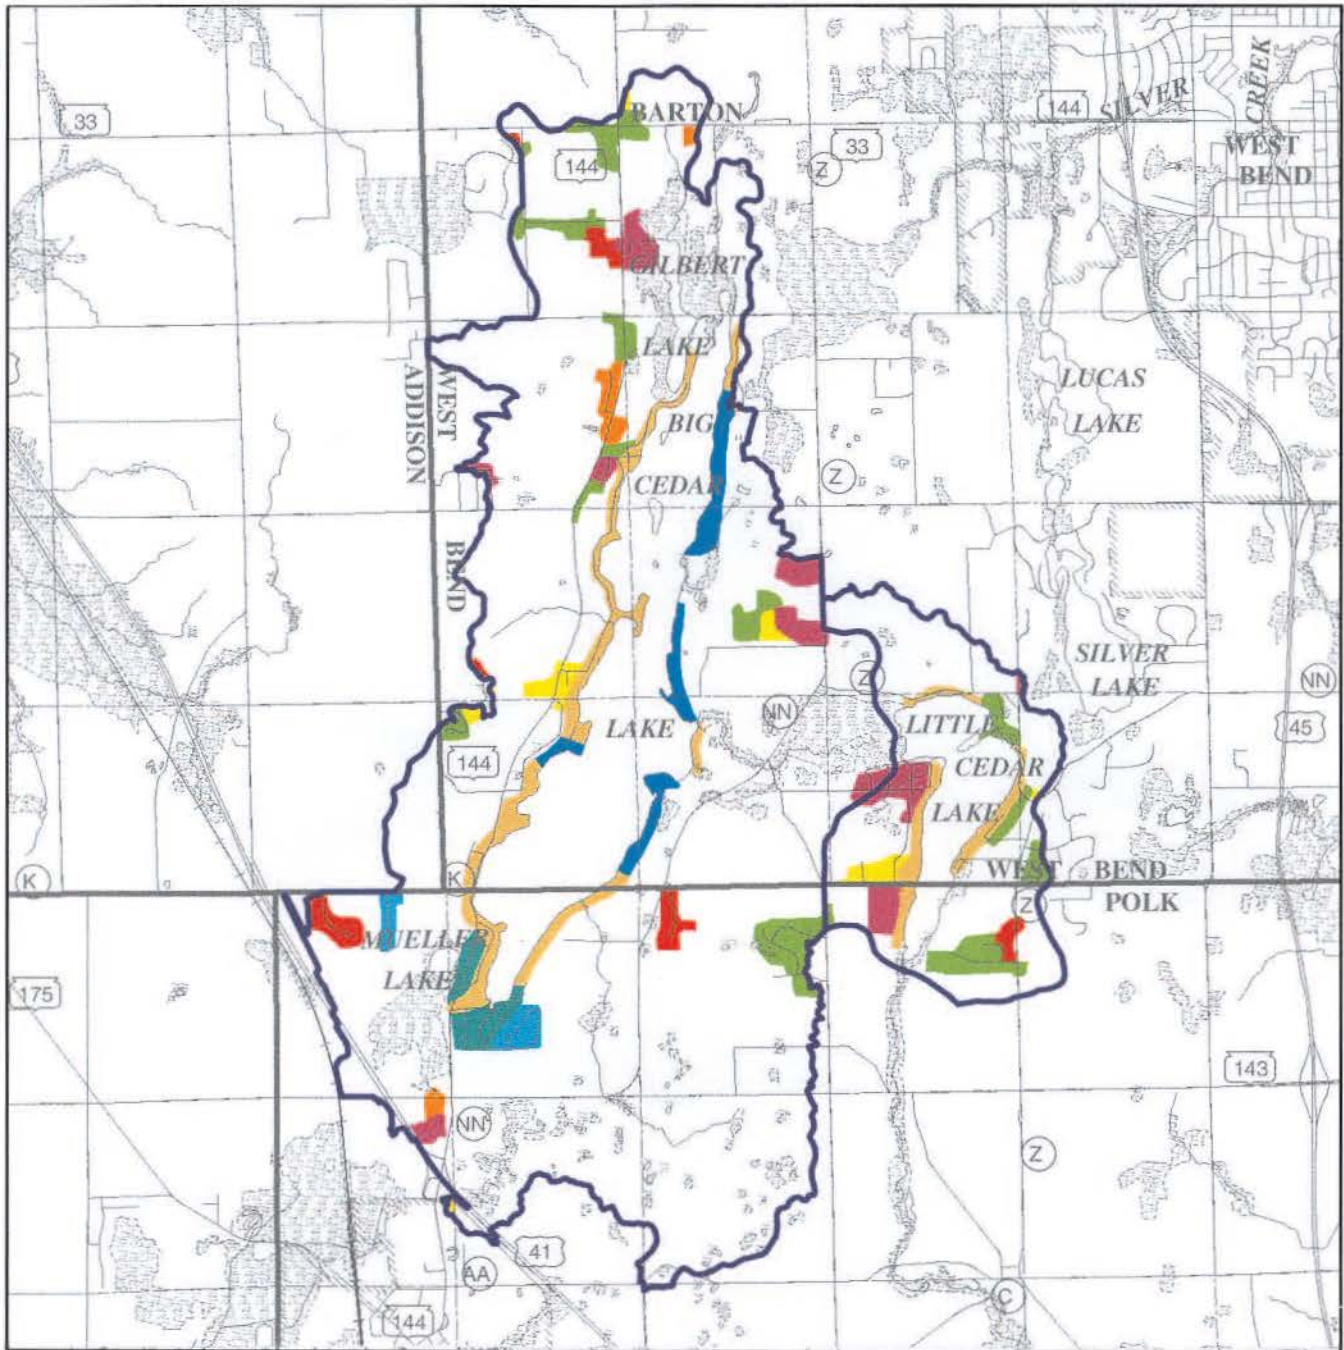 BARTON
144
SILVER
CREEK
33
33
WEST
BEND
144
Z
GILBERT
LAKE
WEST
ADDISON
LUCAS
LAKE
BIG
CEDAR
Z
BEND
SILVER
LAKE
Z
NN
NN
LAKE
LITTLE
45
144
CEDAR
LAKE
WEST BEND
K
K
POLK
Z
MUELLER
LAKE
175
143
NN
Z
41
AA
C
144